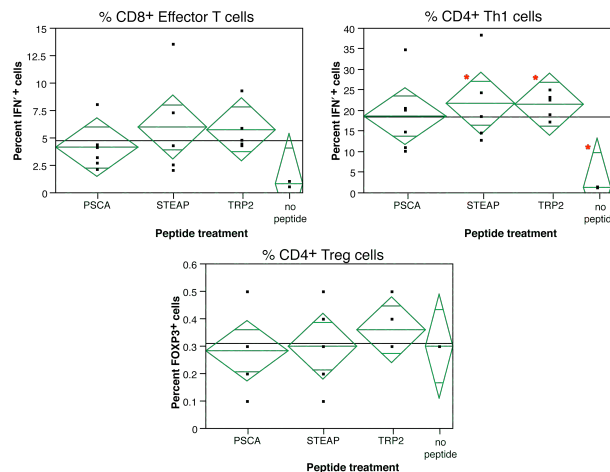 % CD8+ Effector T cells
Percent IFNγ+ cells
15
12.5
10
7.5
5
2.5
0
PSCA
STEAP
TRP2
no
peptide
Peptide treatment
% CD4+ Th1 cells
Percent IFNγ+ cells
40
35
30
25
20
15
10
5
0
*
*
*
PSCA
STEAP
TRP2
no
peptide
Peptide treatment
% CD4+ Treg cells
Percent FOXP3+ cells
0.6
0.5
0.4
0.3
0.2
0.1
0
PSCA
STEAP
TRP2
no
peptide
Peptide treatment